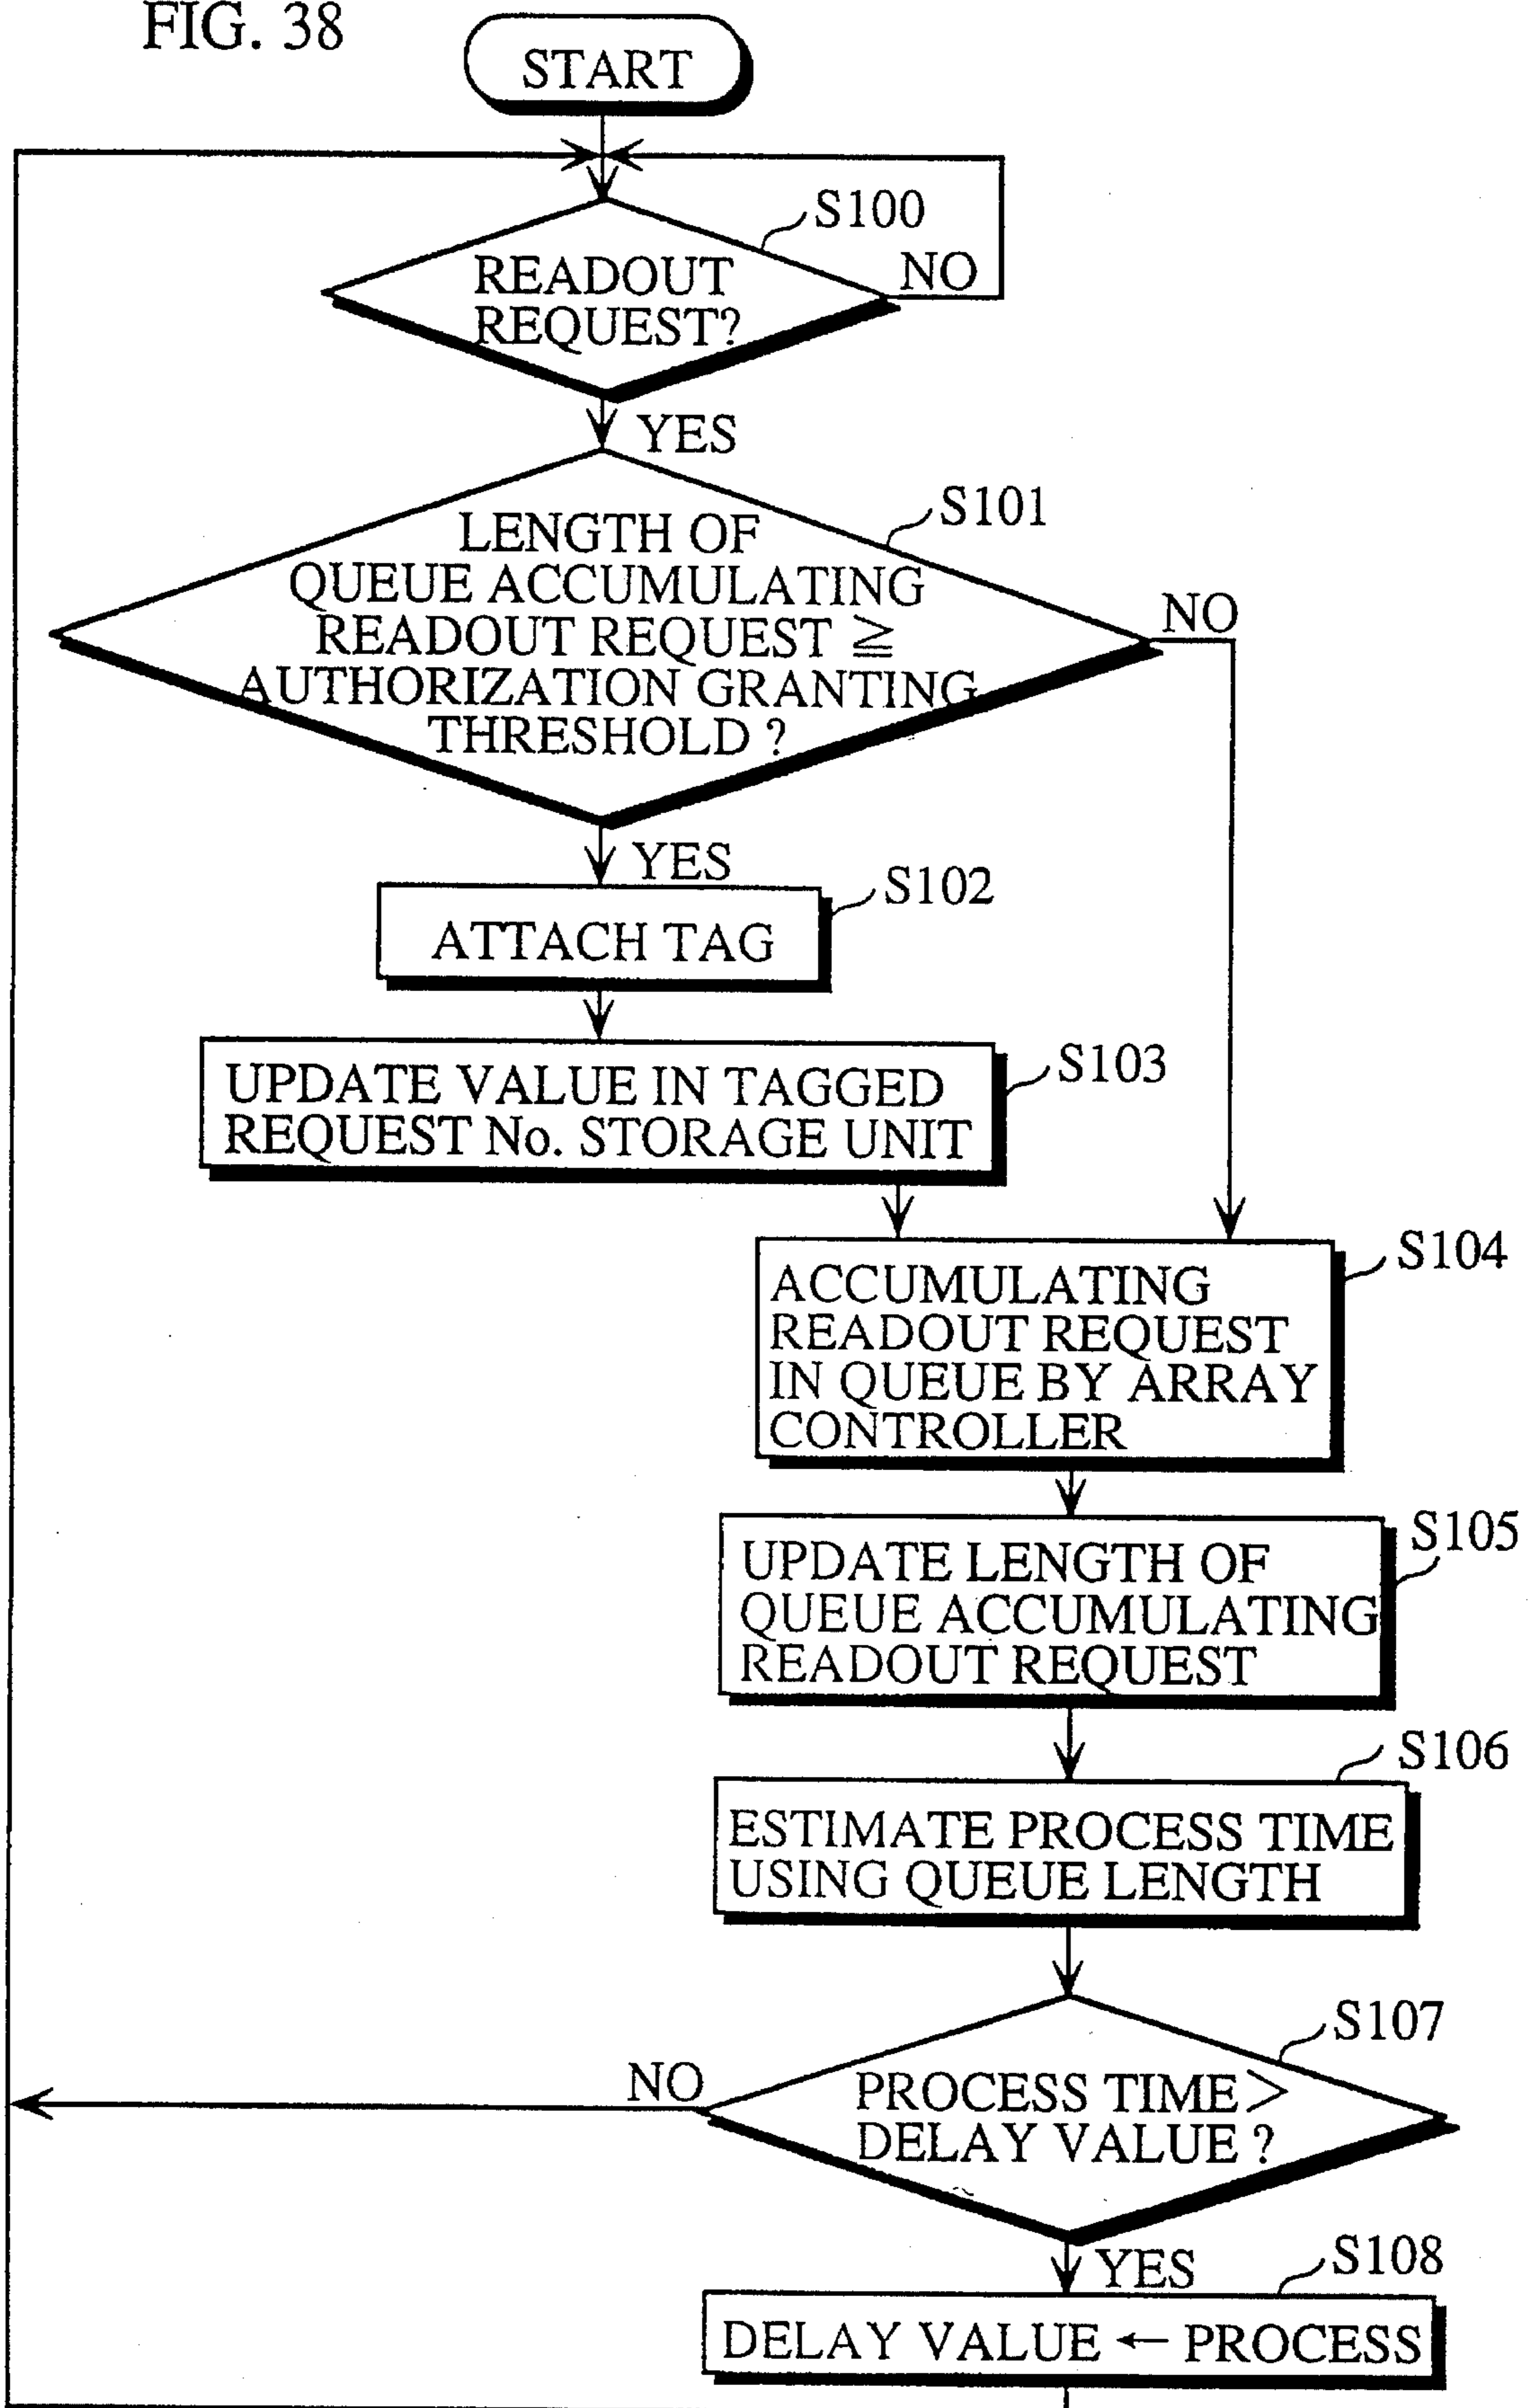 FIG. 38
START
S100
READOUT
REQUEST?
NO
YES
S101
LENGTH OF
QUEUE ACCUMULATING
READOUT REQUEST ≧
AUTHORIZATION GRANTING
THRESHOLD ?
NO
YES
S102
ATTACH TAG
S103
UPDATE VALUE IN TAGGED
REQUEST No. STORAGE UNIT
S104
ACCUMULATING
READOUT REQUEST
IN QUEUE BY ARRAY
CONTROLLER
S105
UPDATE LENGTH OF
QUEUE ACCUMULATING
READOUT REQUEST
S106
ESTIMATE PROCESS TIME
USING QUEUE LENGTH
S107
NO
PROCESS TIME >
DELAY VALUE ?
YES
S108
DELAY VALUE ← PROCESS